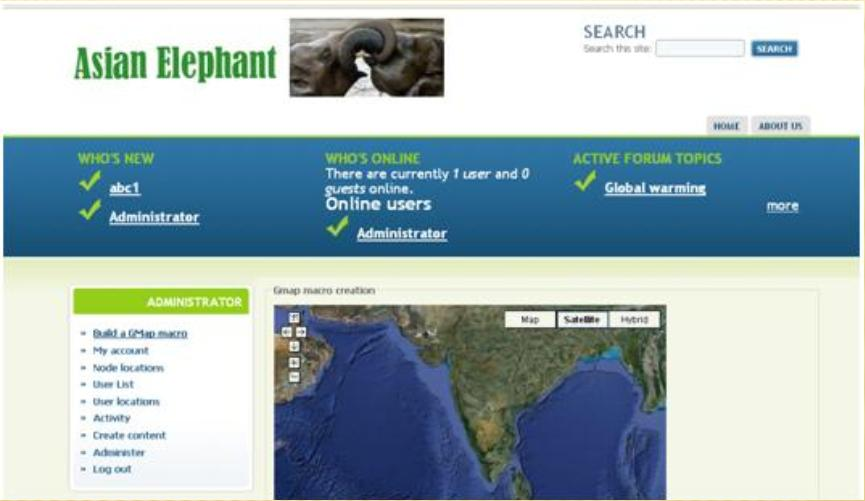 Asian Elephant
SEARCH
Search this site:
SEARCH
HOME
ABOUT US
WHO'S NEW
abc1
Administrator
WHO'S ONLINE
There are currently 1 user and 0
guests online.
Online users
Administrator
ACTIVE FORUM TOPICS
Global warming
more
ADMINISTRATOR
» Build a GMap macro
» My account
» Node locations
» User List
» User locations
» Activity
» Create content
» Administer
» Log out
Gmap macro creation
Map
Satellite
Hybrid